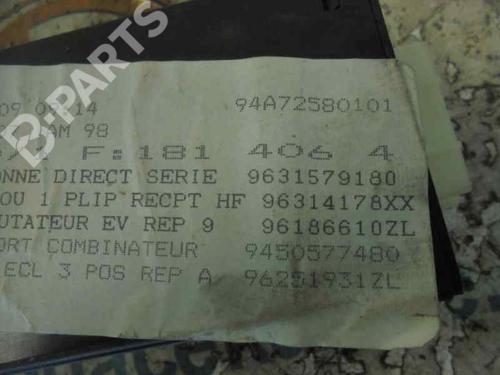 B-PARTS
09 09 14 94A72580101
AM 98
F: 181 406 4
ONNE DIRECT SERIE 9631579180
OU 1 PLIP RECPT HF 96314178XX
UTATEUR EV REP 9 96186610ZL
ORT COMBINATEUR 9450577480
ECL 3 POS REP A 96251931ZL